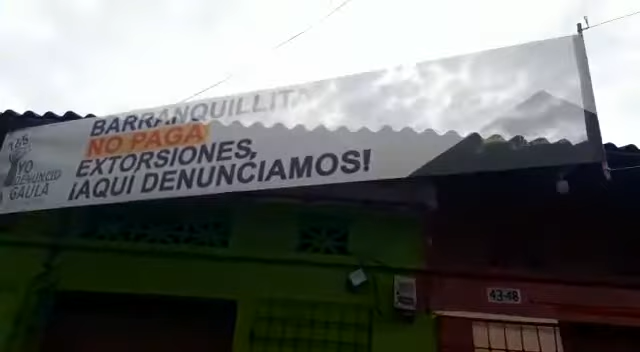 BARRANQUILLITA
NO PAGA
EXTORSIONES,
¡AQUÍ DENUNCIAMOS!
165
YO
DENUNCIO
GAULA
43-48